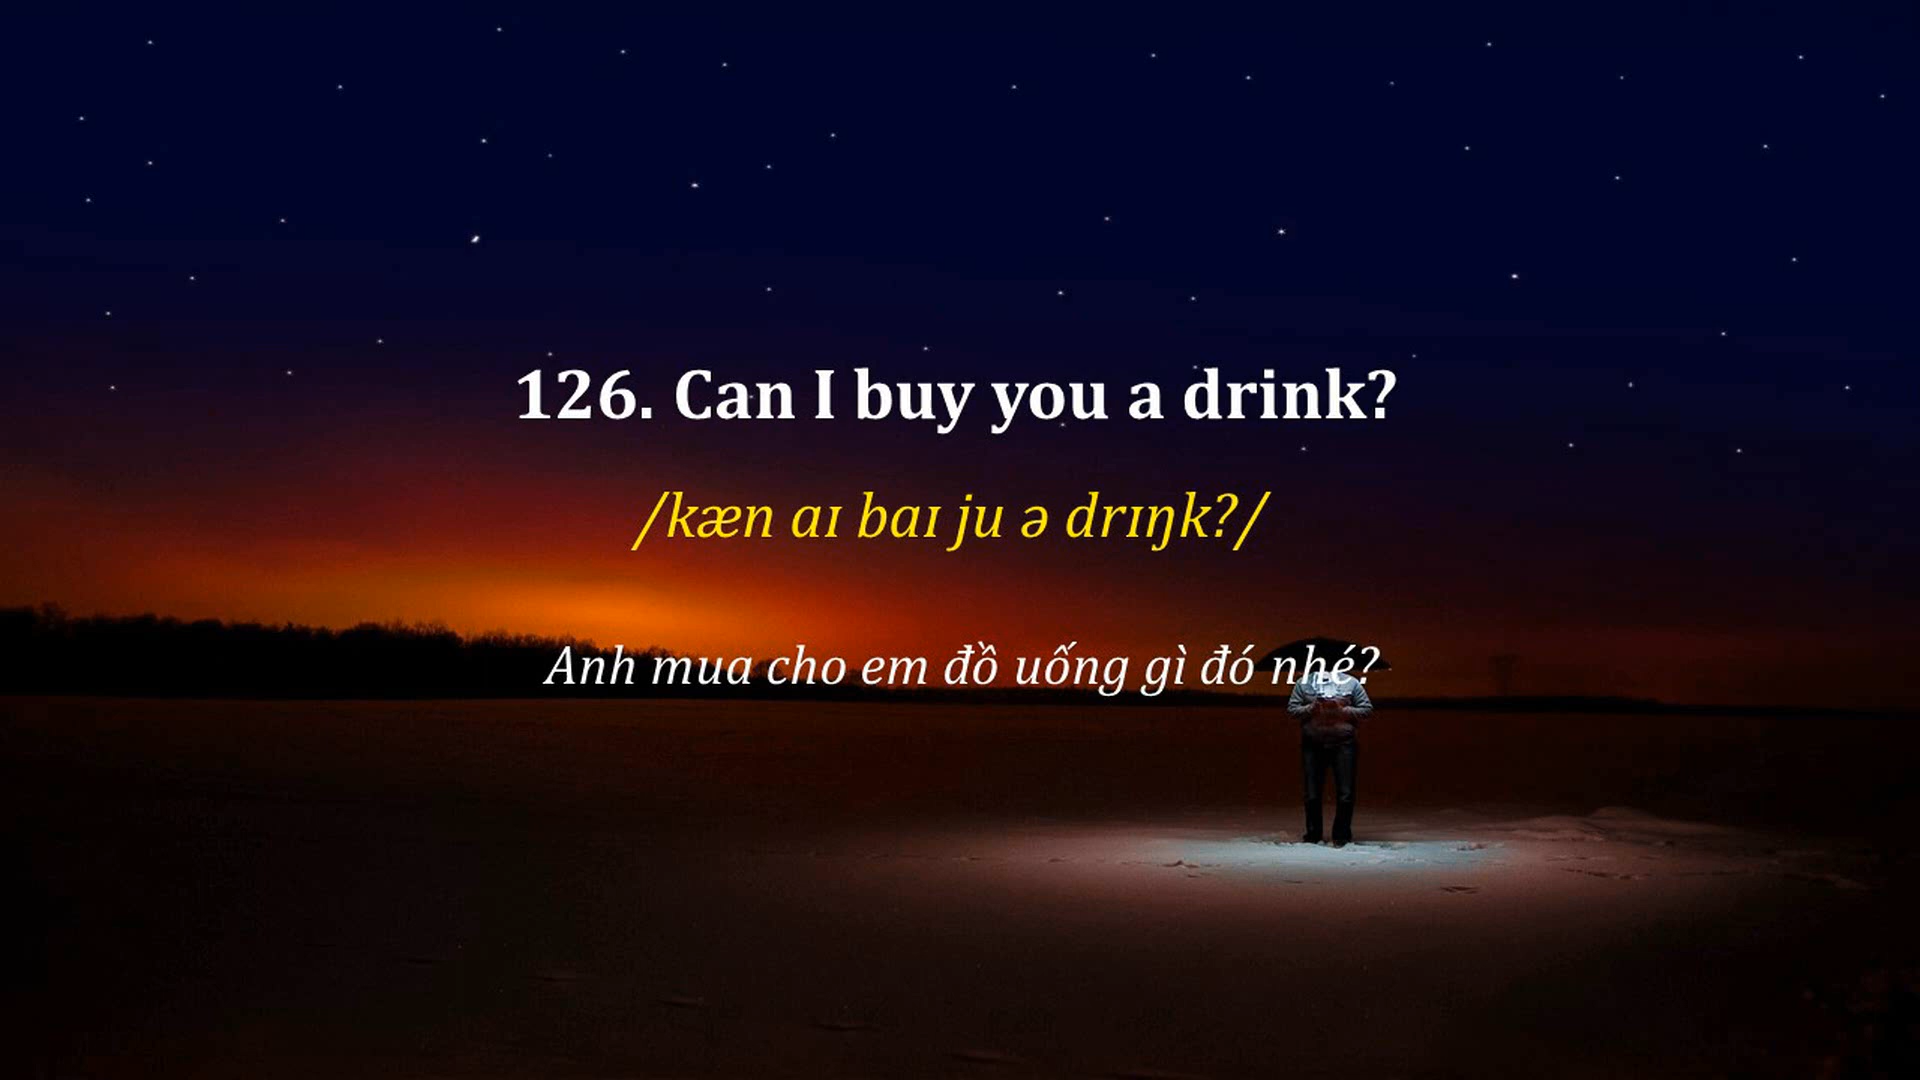 126. Can I buy you a drink?
/kæn aɪ baɪ ju ə drɪŋk?/
Anh mua cho em đồ uống gì đó nhé?